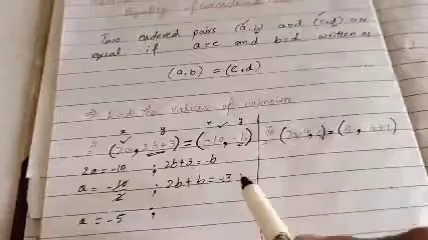 Equality of ordered pairs
Two ordered pairs (a,b) and (c,d) are
equal if a=c and b=d written as
(a,b) = (c,d)
⇒ Find the values of unknown
x y x y
(2a, 2b+3) = (-10, -b)
2a = -10 ; 2b+3 = -b
a = -10/2 ; 2b+b = -3
a = -5 ;